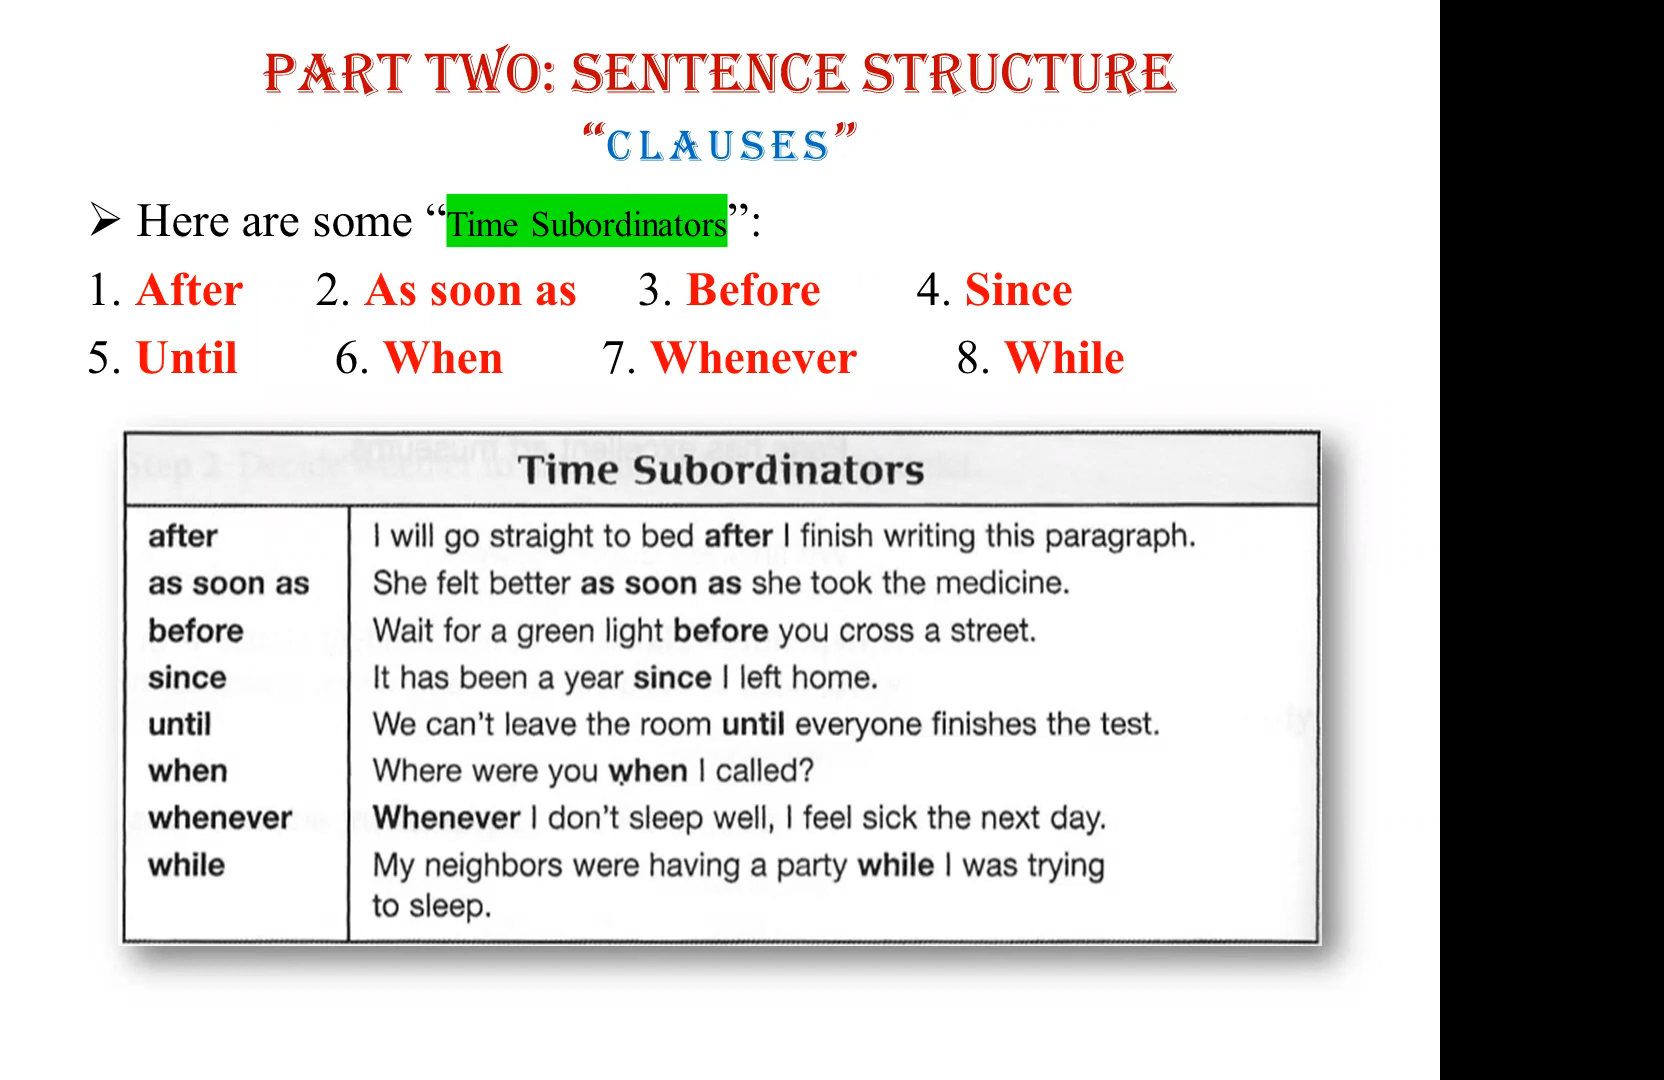 PART TWO: SENTENCE STRUCTURE
“CLAUSES”
➢ Here are some “Time Subordinators”:
1. After 2. As soon as 3. Before 4. Since
5. Until 6. When 7. Whenever 8. While
Time Subordinators
after I will go straight to bed after I finish writing this paragraph.
as soon as She felt better as soon as she took the medicine.
before Wait for a green light before you cross a street.
since It has been a year since I left home.
until We can’t leave the room until everyone finishes the test.
when Where were you when I called?
whenever Whenever I don’t sleep well, I feel sick the next day.
while My neighbors were having a party while I was trying
to sleep.